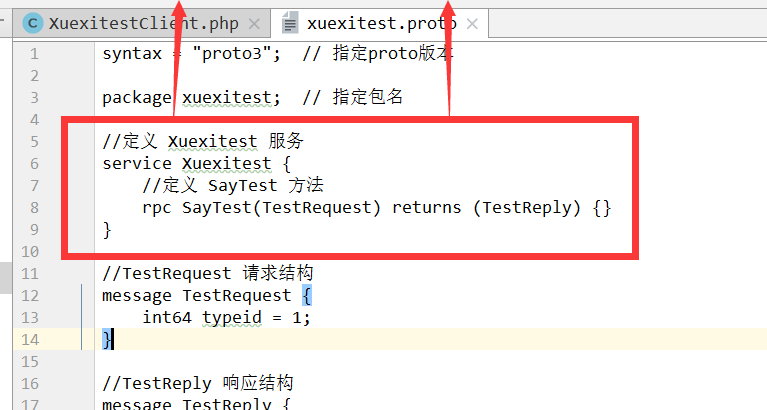 XuexitestClient.php
xuexitest.proto
1 syntax = "proto3"; // 指定proto版本
2
3 package xuexitest; // 指定包名
4
5 //定义 Xuexitest 服务
6 service Xuexitest {
7 //定义 SayTest 方法
8 rpc SayTest(TestRequest) returns (TestReply) {}
9 }
10
11 //TestRequest 请求结构
12 message TestRequest {
13 int64 typeid = 1;
14 }
15
16 //TestReply 响应结构
17 message TestReply {